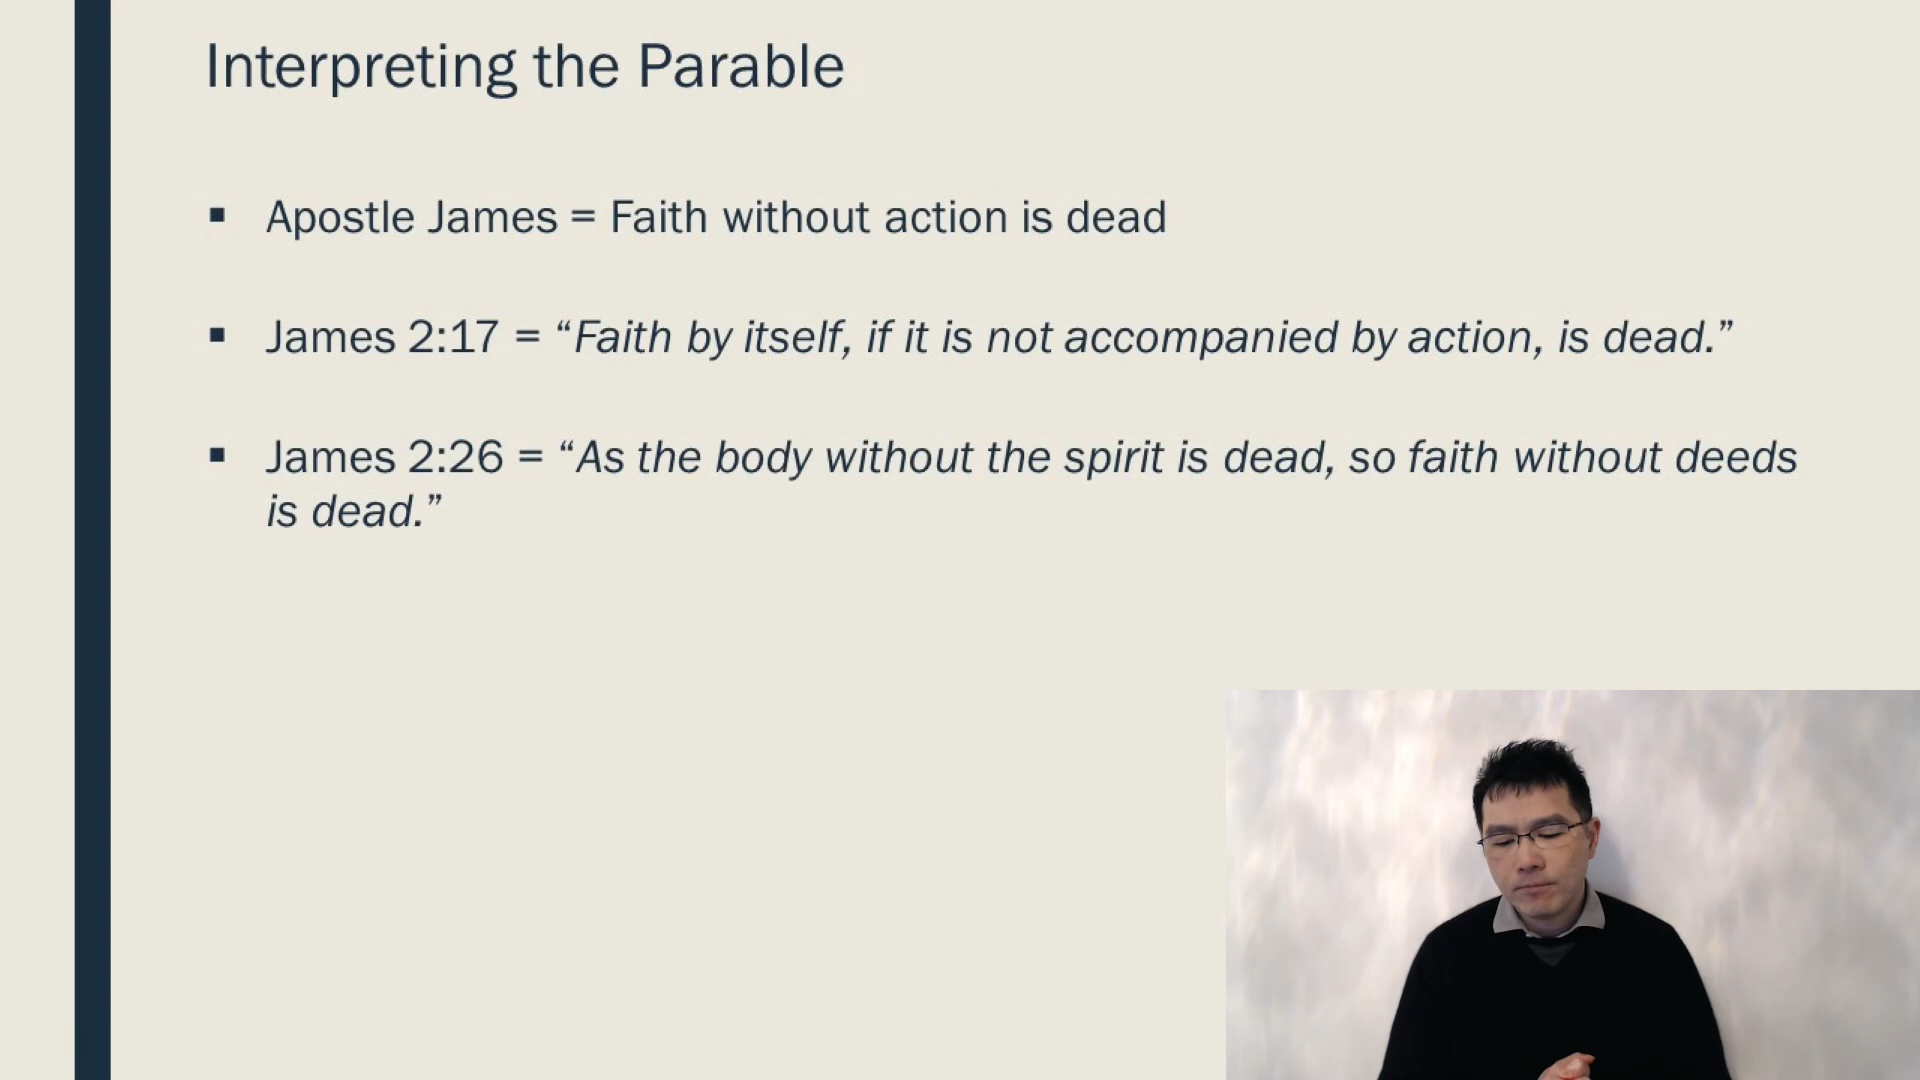 Interpreting the Parable
▪ Apostle James = Faith without action is dead
▪ James 2:17 = “Faith by itself, if it is not accompanied by action, is dead.”
▪ James 2:26 = “As the body without the spirit is dead, so faith without deeds
is dead.”